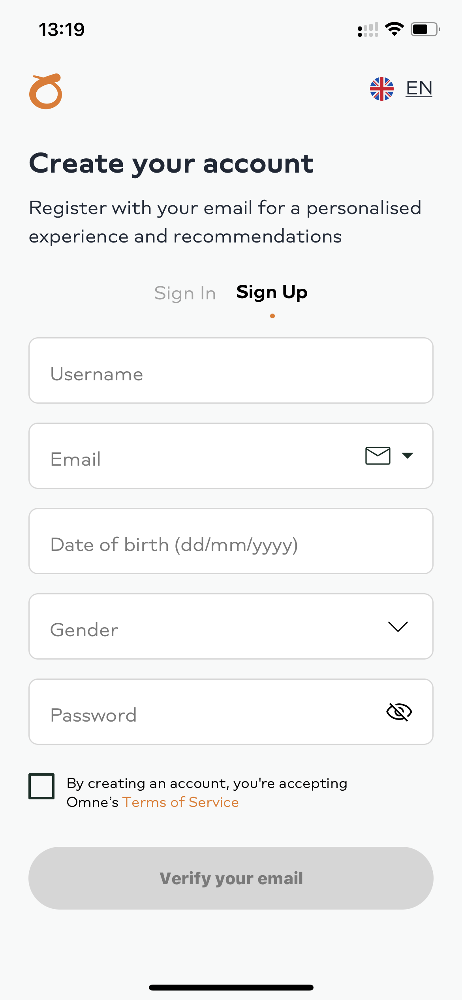 13:19
EN
Create your account
Register with your email for a personalised
experience and recommendations
Sign In Sign Up
Username
Email
Date of birth (dd/mm/yyyy)
Gender
Password
By creating an account, you're accepting
Omne’s Terms of Service
Verify your email